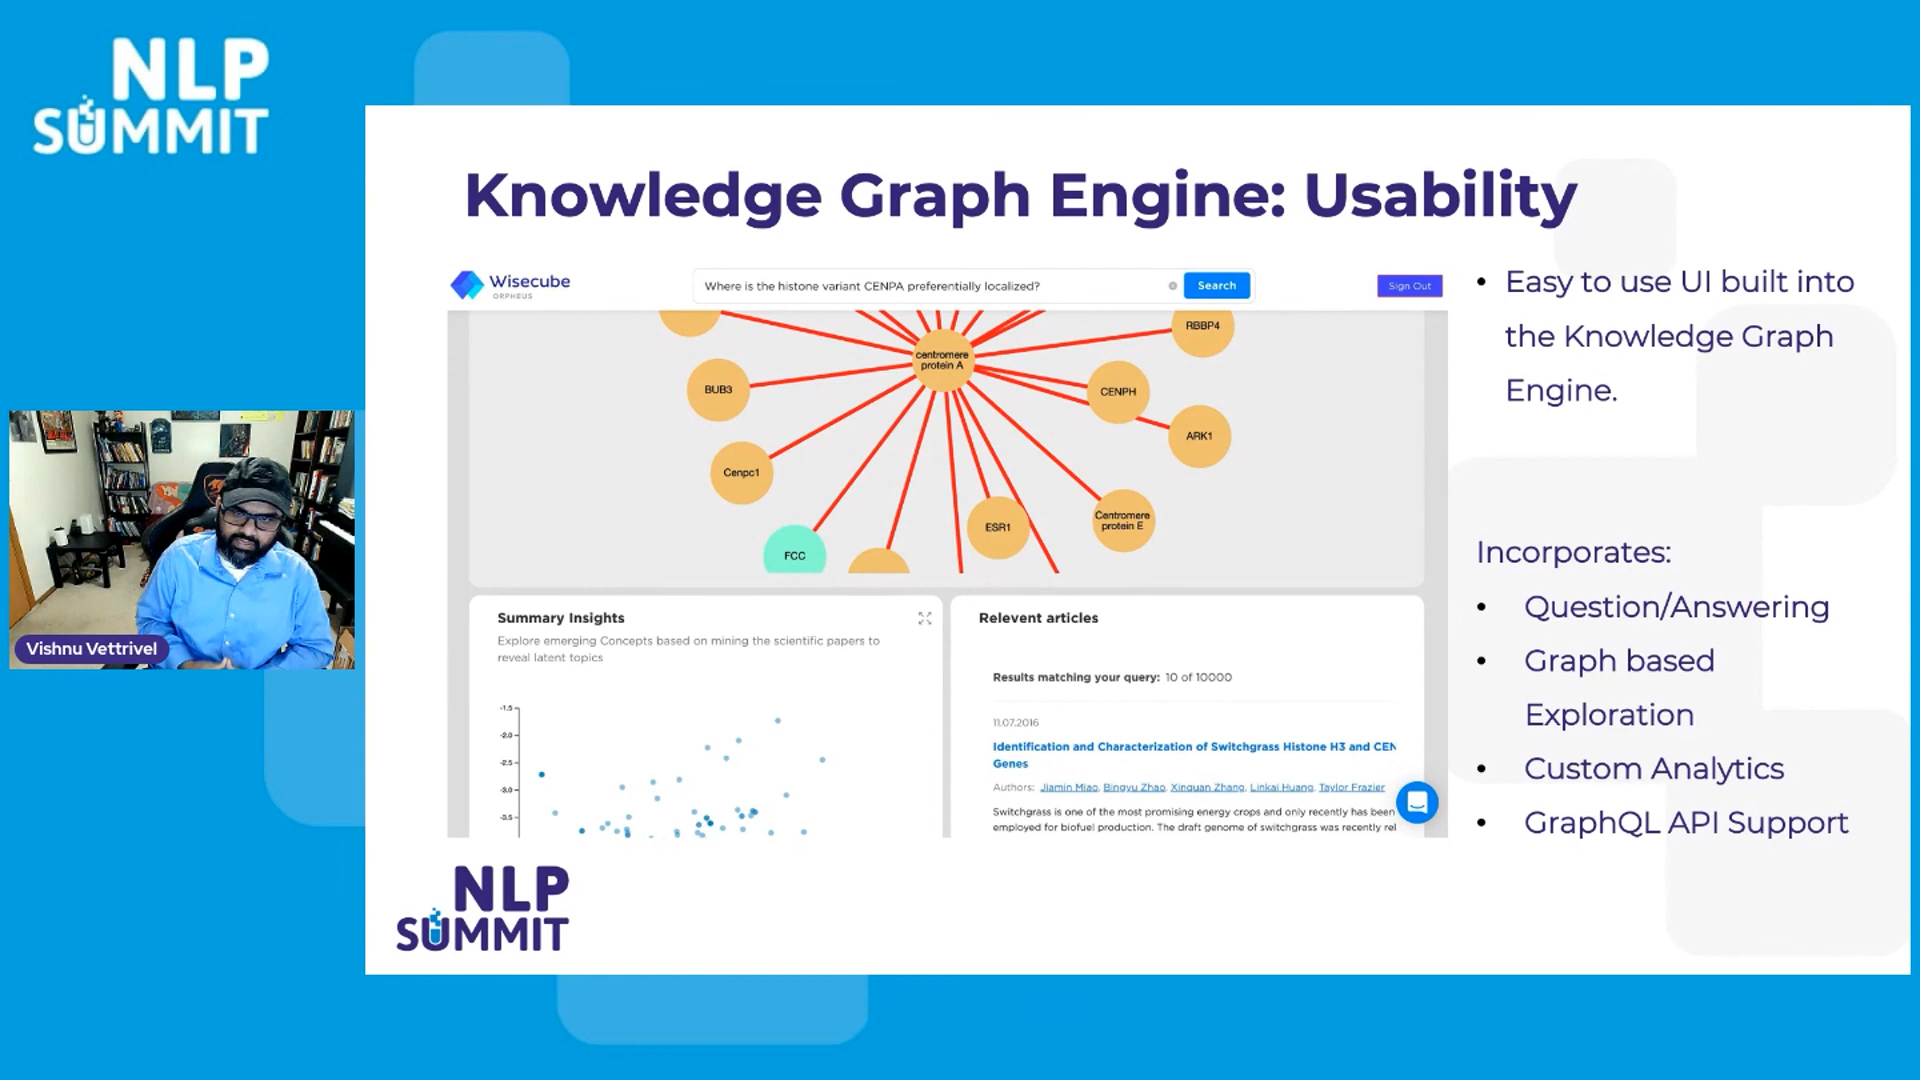 NLP
SUMMIT
Knowledge Graph Engine: Usability
Wisecube
ORPHEUS
Where is the histone variant CENPA preferentially localized?
Search
Sign Out
centromere
protein A
RBBP4
BUB3
CENPH
ARK1
Cenpc1
ESR1
Centromere
protein E
FCC
Summary Insights
Explore emerging Concepts based on mining the scientific papers to
reveal latent topics
-1.5
-2.0
-2.5
-3.0
-3.5
Relevent articles
Results matching your query: 10 of 10000
11.07.2016
Identification and Characterization of Switchgrass Histone H3 and CEN
Genes
Authors: Jiamin Miao, Bingyu Zhao, Xinquan Zhang, Linkai Huang, Taylor Frazier
Switchgrass is one of the most promising energy crops and only recently has been
employed for biofuel production. The draft genome of switchgrass was recently rel
• Easy to use UI built into
the Knowledge Graph
Engine.
Incorporates:
• Question/Answering
• Graph based
Exploration
• Custom Analytics
• GraphQL API Support
Vishnu Vettrivel
NLP
SUMMIT